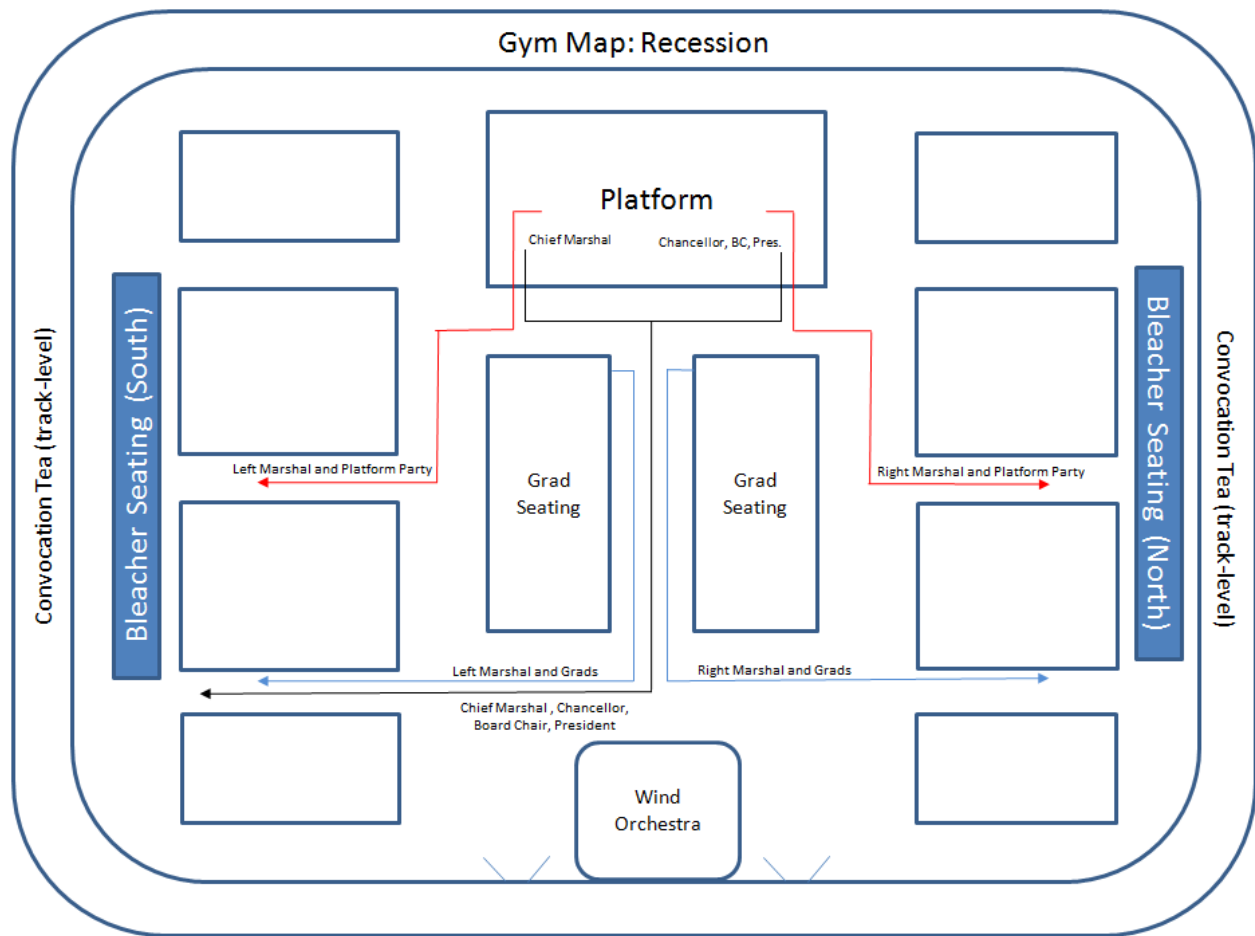 Gym Map: Recession
Platform
Chief Marshal
Chancellor, BC, Pres.
Convocation Tea (track-level)
Bleacher Seating (South)
Bleacher Seating (North)
Convocation Tea (track-level)
Left Marshal and Platform Party
Right Marshal and Platform Party
Grad
Seating
Grad
Seating
Left Marshal and Grads
Right Marshal and Grads
Chief Marshal , Chancellor,
Board Chair, President
Wind
Orchestra